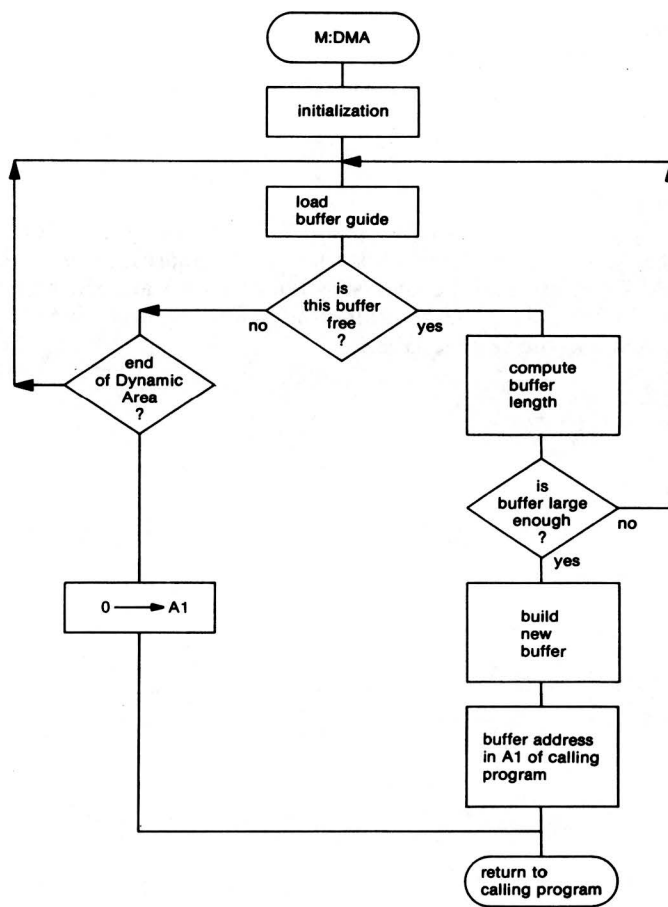 M:DMA
initialization
load
buffer guide
is
this buffer
free
?
no
yes
end
of Dynamic
Area
?
compute
buffer
length
is
buffer large
enough
?
no
yes
0 ⟶ A1
build
new
buffer
buffer address
in A1 of calling
program
return to
calling program